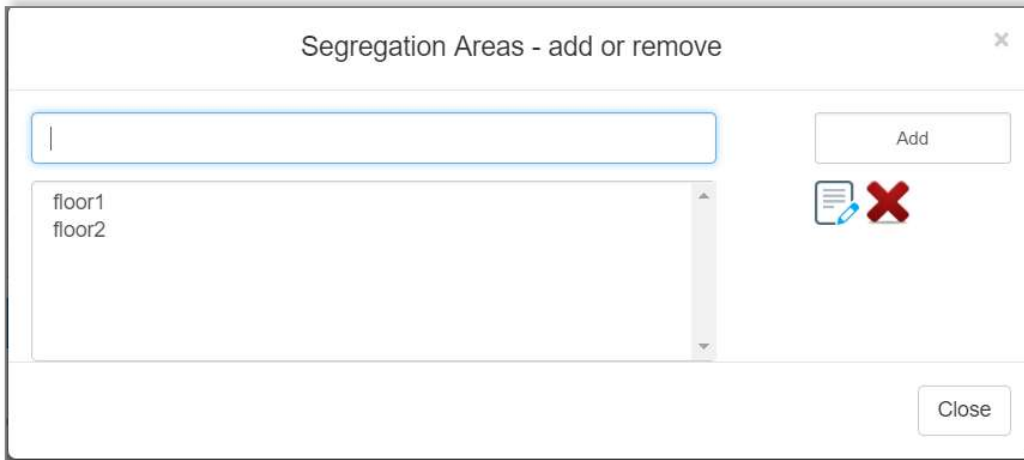 Segregation Areas - add or remove
×
Add
floor1
floor2
Close